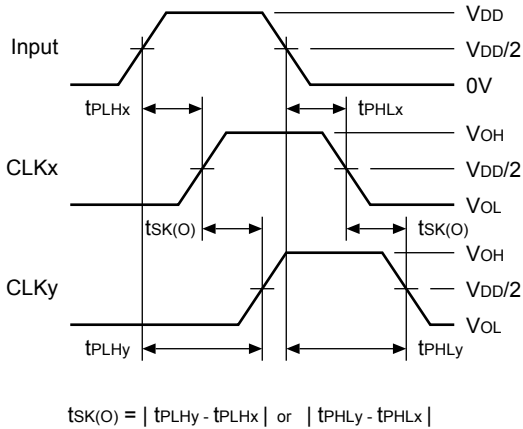 VDD
Input
VDD/2
0V
tPLHx
tPHLx
VOH
CLKx
VDD/2
VOL
tSK(O)
tSK(O)
VOH
CLKy
VDD/2
VOL
tPLHy
tPHLy
tSK(O) = | tPLHy - tPLHx | or | tPHLy - tPHLx |